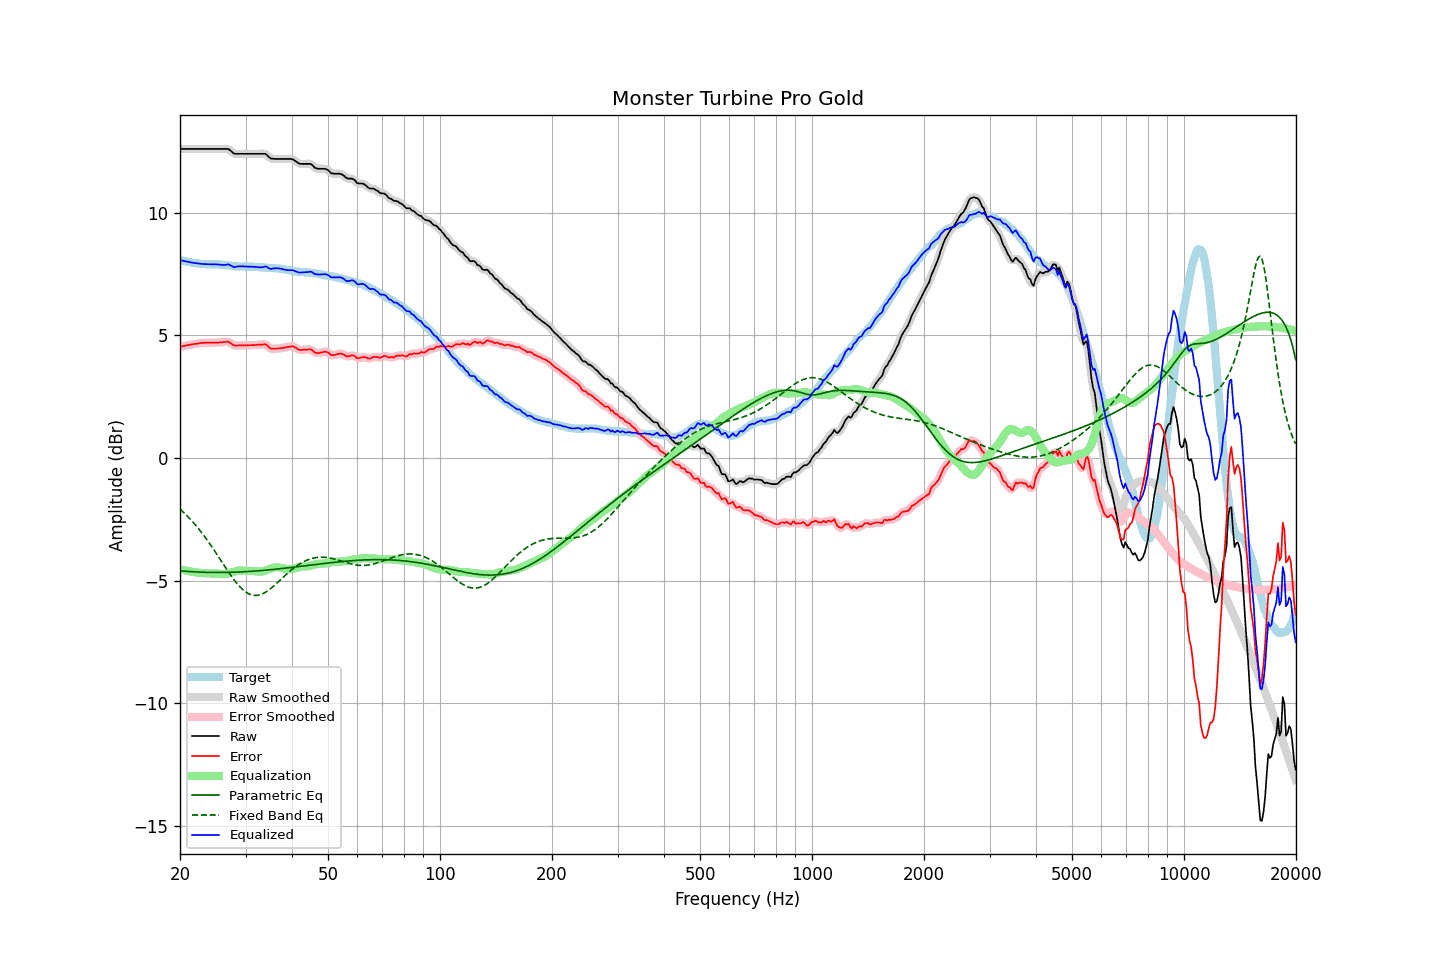 Monster Turbine Pro Gold
Amplitude (dBr)
10
5
0
−5
−10
−15
Target
Raw Smoothed
Error Smoothed
Raw
Error
Equalization
Parametric Eq
Fixed Band Eq
Equalized
20 50 100 200 500 1000 2000 5000 10000 20000
Frequency (Hz)